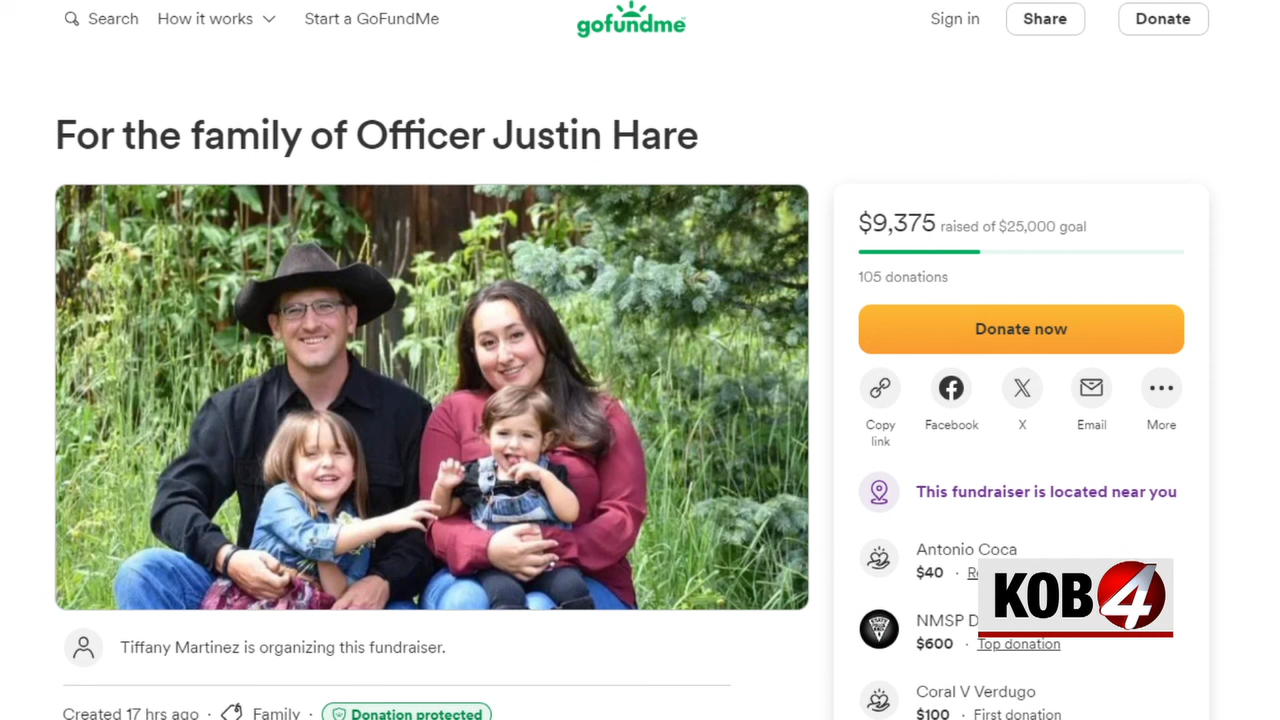 Search How it works Start a GoFundMe gofundme Sign in Share Donate
For the family of Officer Justin Hare
$9,375 raised of $25,000 goal
105 donations
Donate now
Copy link Facebook X Email More
This fundraiser is located near you
Antonio Coca
$40 ·
KOB 4
NMSP
$600 · Top donation
Coral V Verdugo
$100 · First donation
Tiffany Martinez is organizing this fundraiser.
Created 17 hrs ago · Family · Donation protected